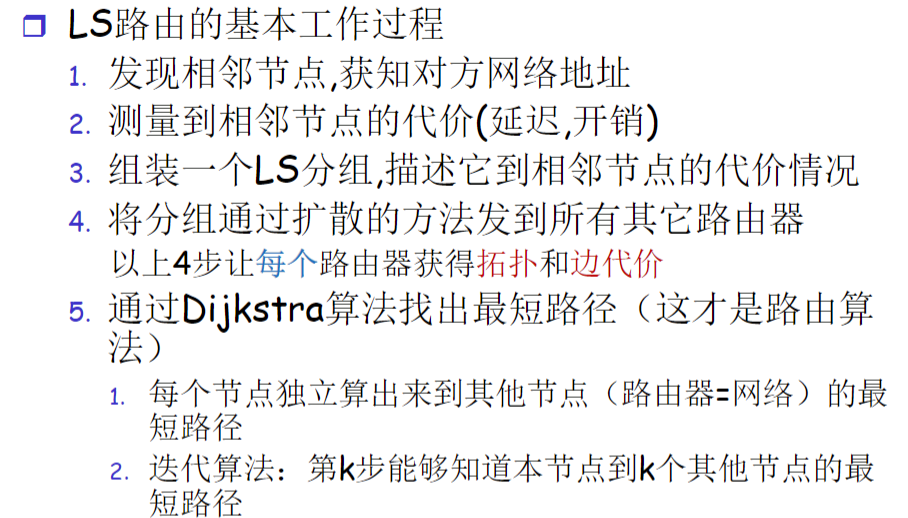 LS路由的基本工作过程
1. 发现相邻节点,获知对方网络地址
2. 测量到相邻节点的代价(延迟,开销)
3. 组装一个LS分组,描述它到相邻节点的代价情况
4. 将分组通过扩散的方法发到所有其它路由器
以上4步让每个路由器获得拓扑和边代价
5. 通过Dijkstra算法找出最短路径（这才是路由算
法）
1. 每个节点独立算出来到其他节点（路由器=网络）的最
短路径
2. 迭代算法：第k步能够知道本节点到k个其他节点的最
短路径